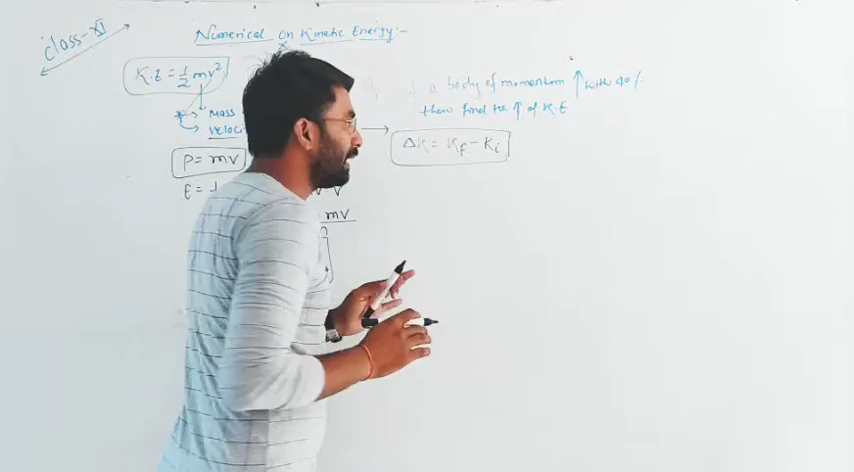 class-XI
Numerical on Kinetic Energy:-
K.E = 1/2 mv²
* → Mass
→ Velocity
P = mv
E = 1
mv
a body of momentum ↑ with 40%
then find the ↑ of K.E
→ ΔK = K_F - K_i